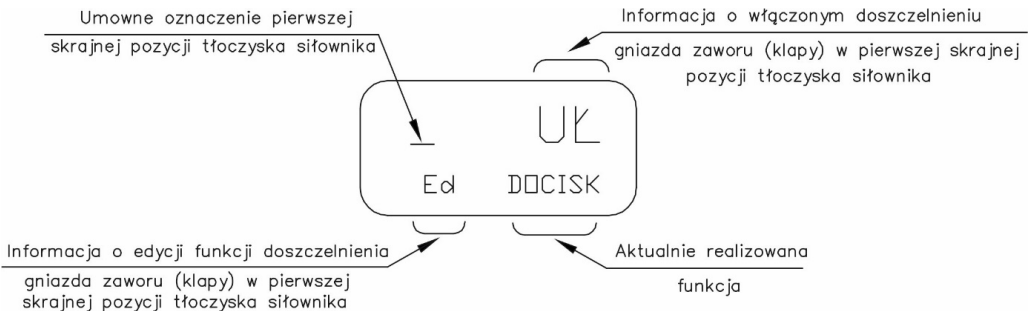 Umowne oznaczenie pierwszej
skrajnej pozycji tłoczyska siłownika
Informacja o włączonym doszczelnieniu
gniazda zaworu (klapy) w pierwszej skrajnej
pozycji tłoczyska siłownika
_ UŁ
Ed DOCISK
Informacja o edycji funkcji doszczelnienia
gniazda zaworu (klapy) w pierwszej
skrajnej pozycji tłoczyska siłownika
Aktualnie realizowana
funkcja